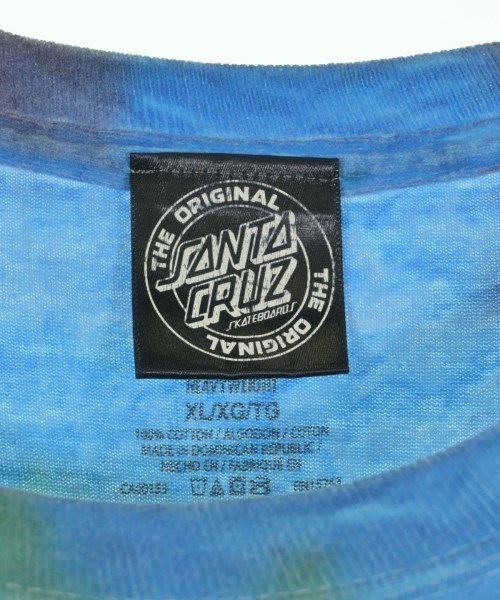 THE ORIGINAL
SANTA
CRUZ
SKATEBOARDS
THE ORIGINAL
HEAVYWEIGHT
XL/XG/TG
100% COTTON / ALGODON / COTON
MADE IN DOMINICAN REPUBLIC /
HECHO EN / FABRIQUE EN